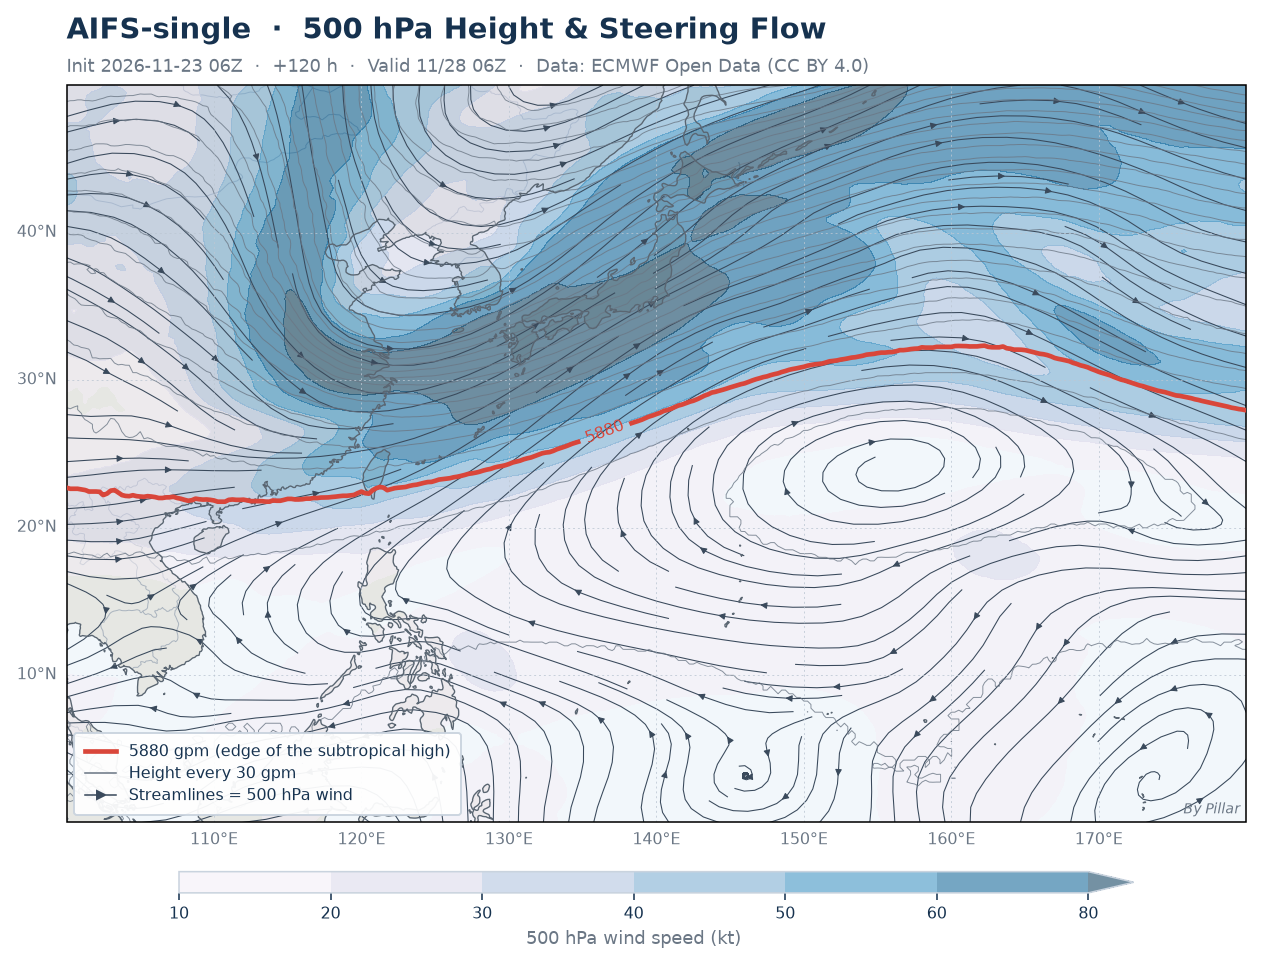 AIFS-single · 500 hPa Height & Steering Flow
Init 2026-11-23 06Z · +120 h · Valid 11/28 06Z · Data: ECMWF Open Data (CC BY 4.0)
40°N
30°N
20°N
10°N
5880
5880 gpm (edge of the subtropical high)
Height every 30 gpm
Streamlines = 500 hPa wind
By Pillar
110°E 120°E 130°E 140°E 150°E 160°E 170°E
10 20 30 40 50 60 80
500 hPa wind speed (kt)